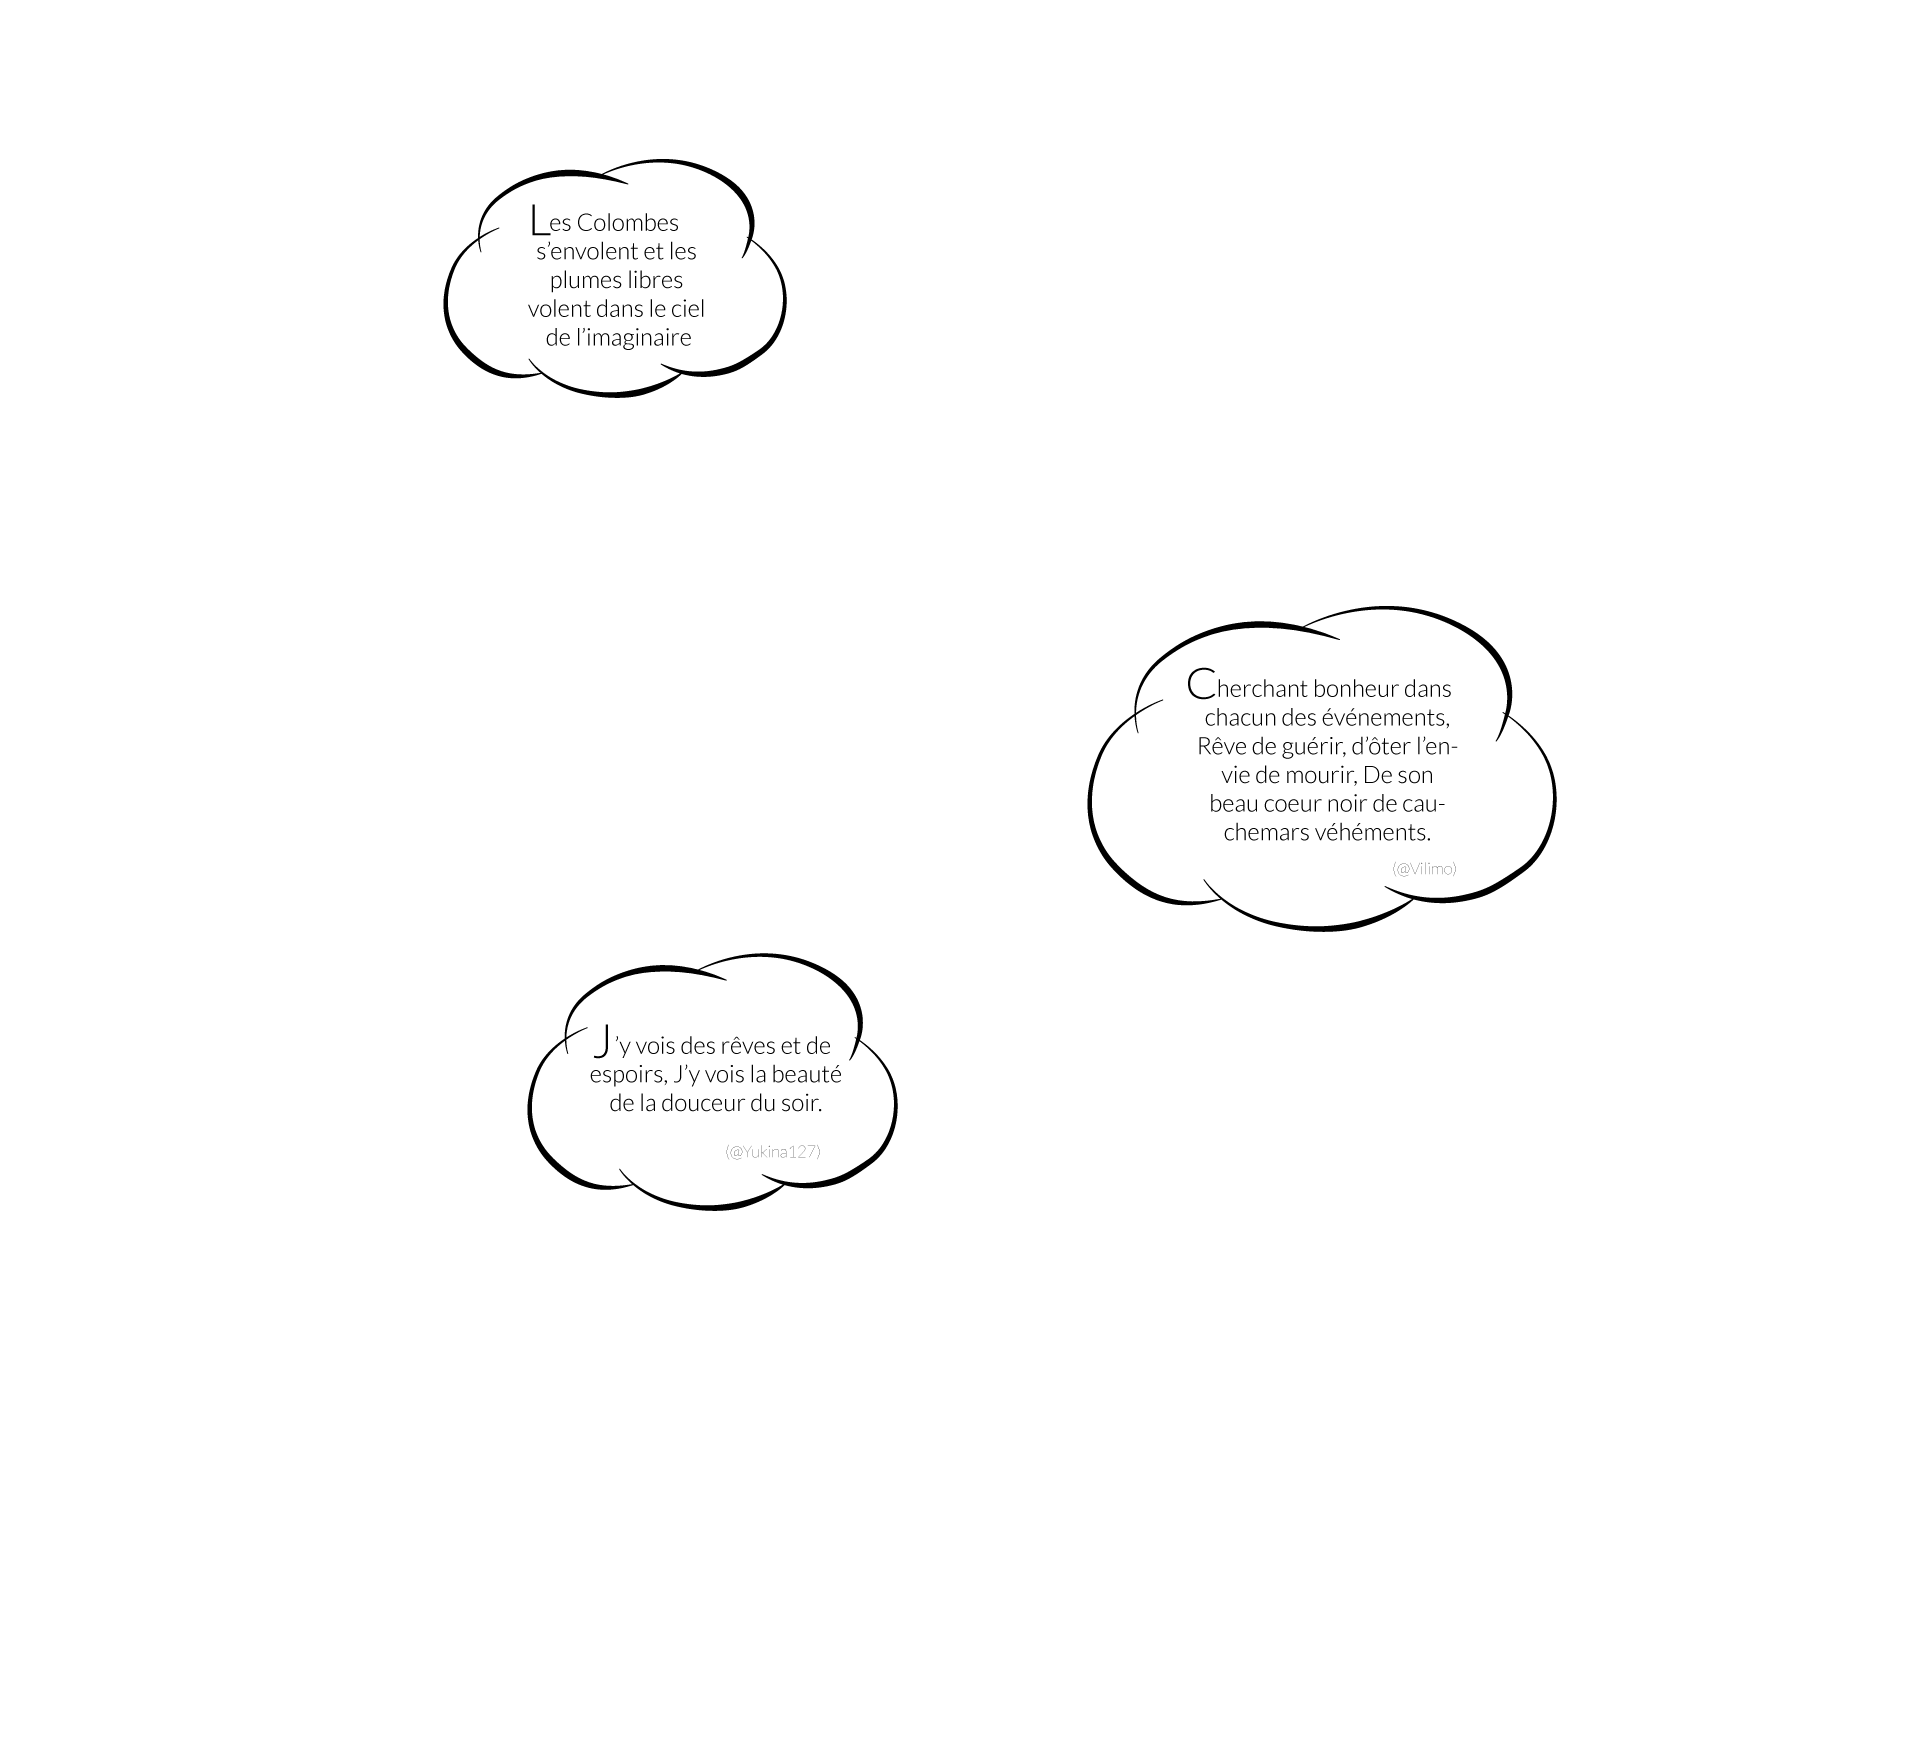 Les Colombes
s’envolent et les
plumes libres
volent dans le ciel
de l’imaginaire
Cherchant bonheur dans
chacun des événements,
Rêve de guérir, d’ôter l’en-
vie de mourir, De son
beau coeur noir de cau-
chemars véhéments.
(@Vilimo)
J’y vois des rêves et de
espoirs, J’y vois la beauté
de la douceur du soir.
(@Yukina127)